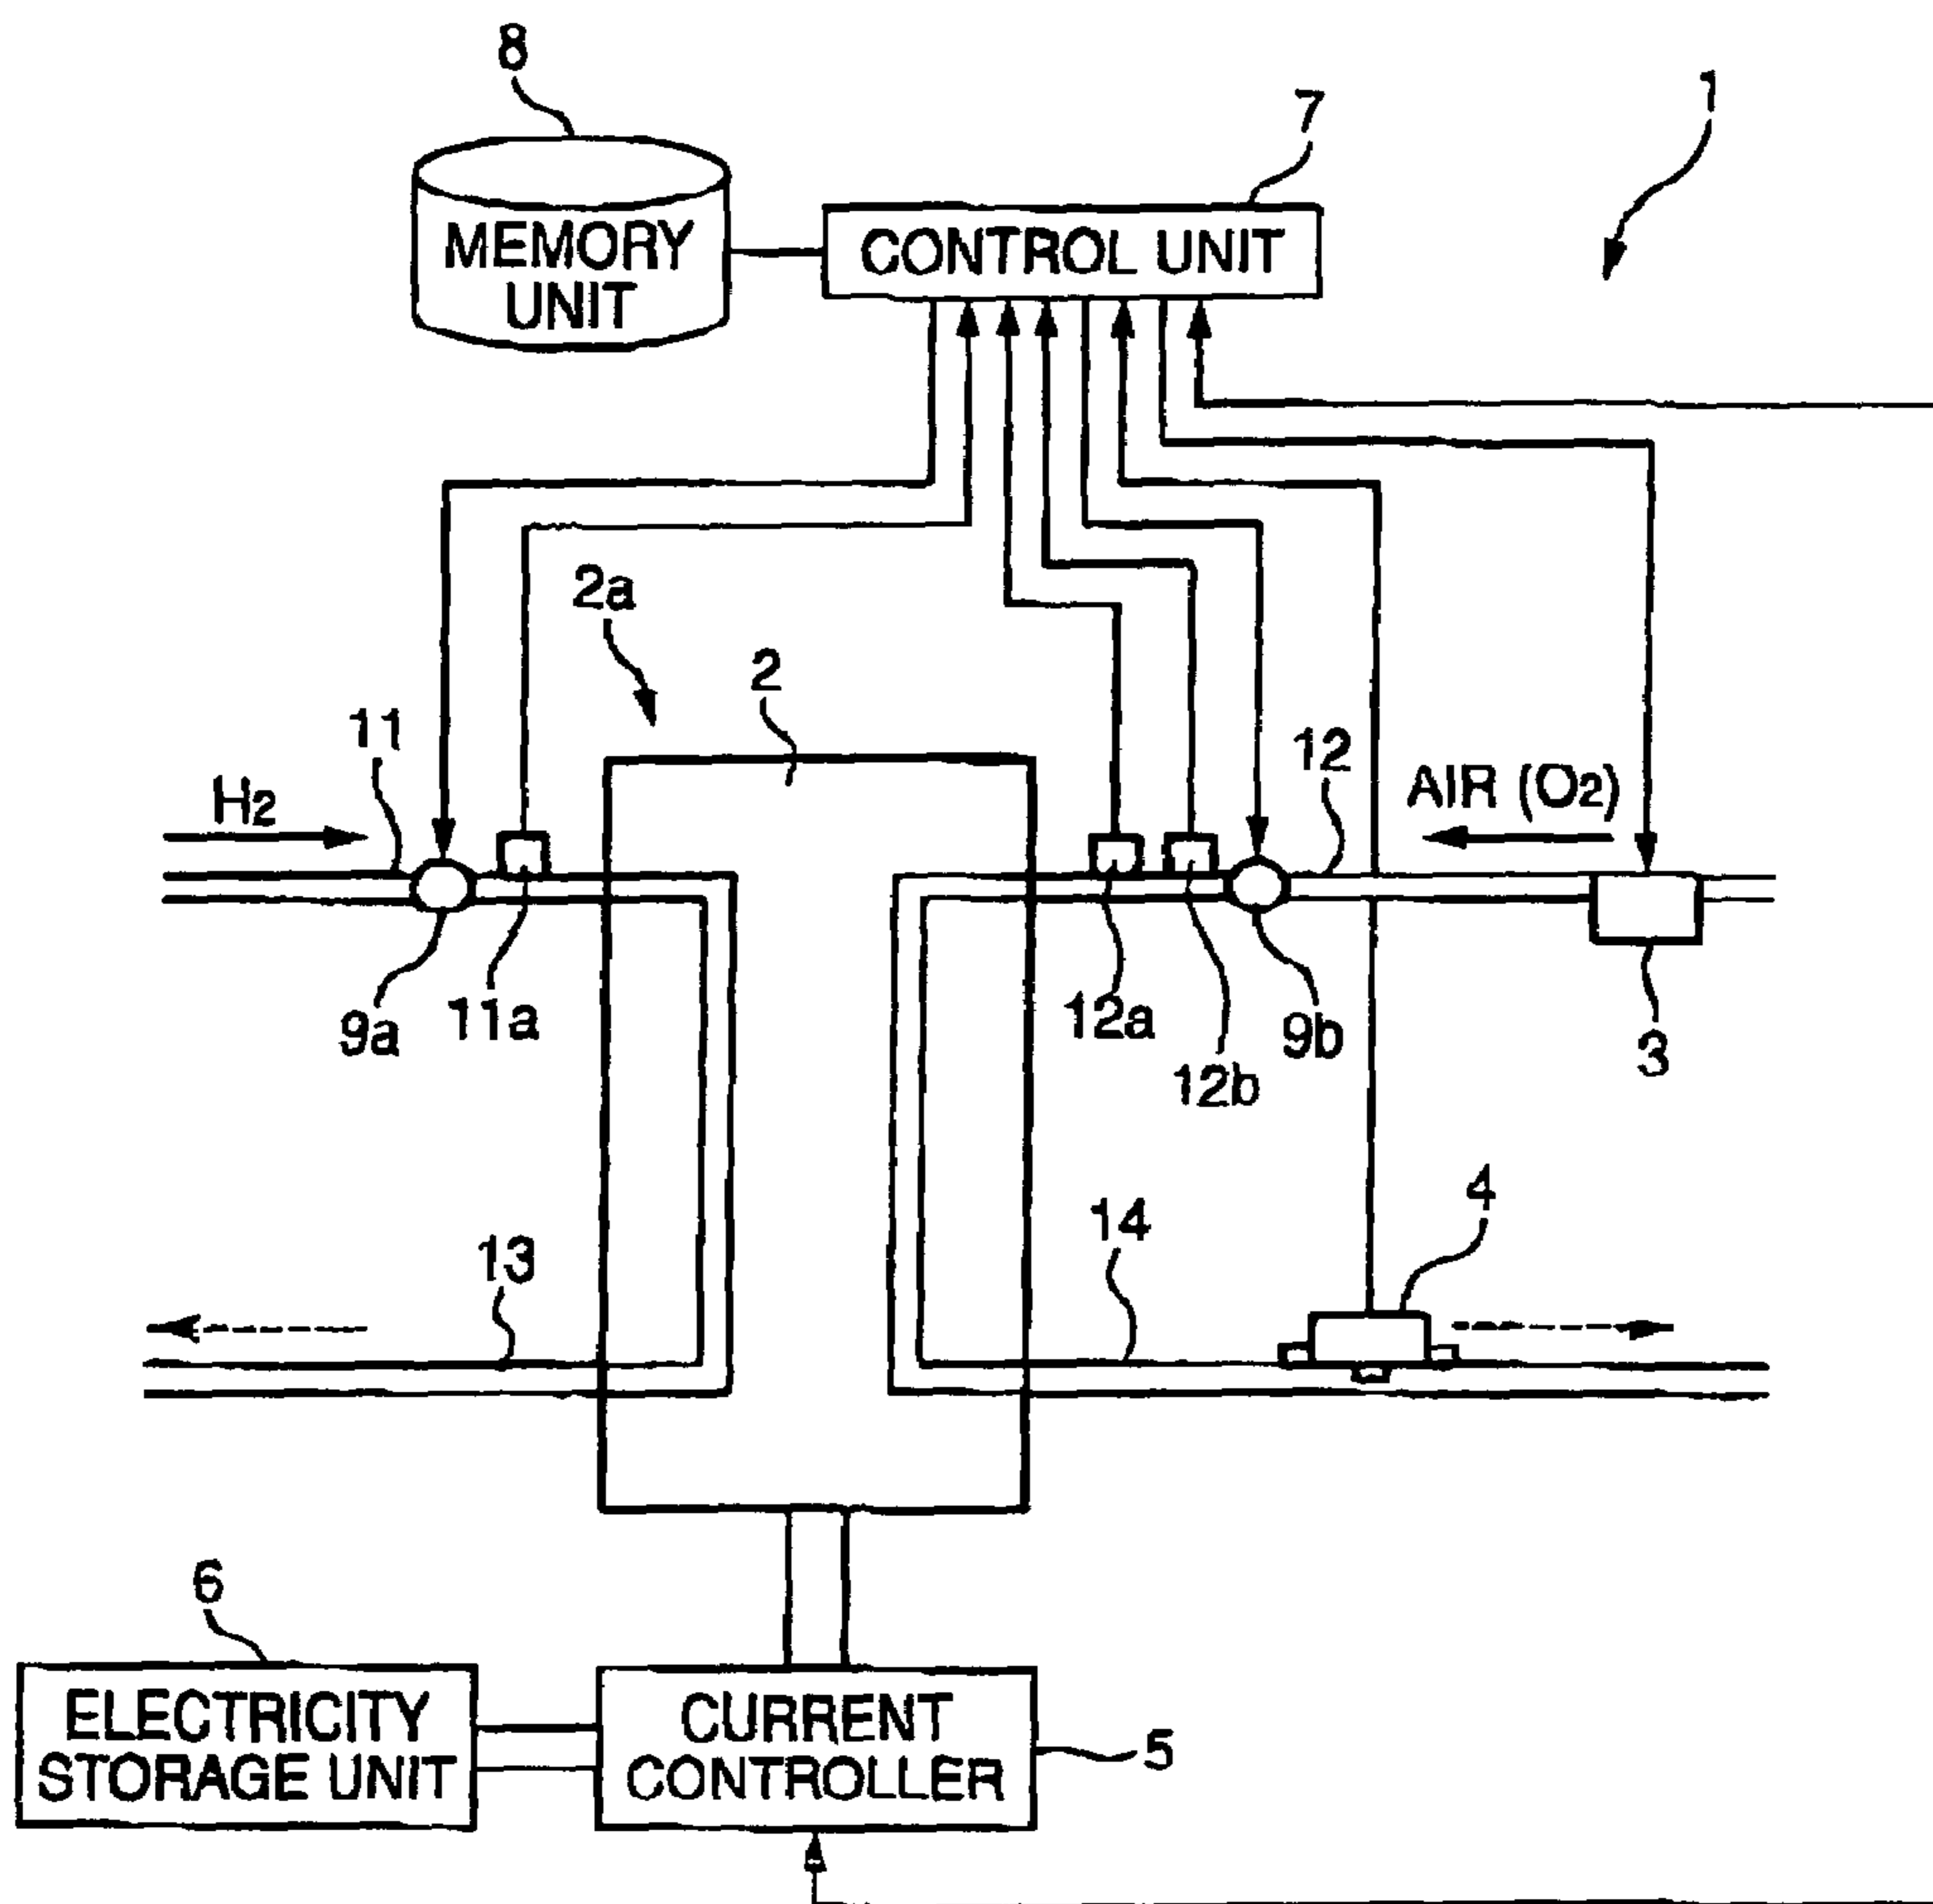 8
7
1
MEMORY
UNIT
CONTROL UNIT
2a
2
11
12
H2
AIR (O2)
9a
11a
12a
12b
9b
3
4
14
13
6
ELECTRICITY
STORAGE UNIT
CURRENT
CONTROLLER
5